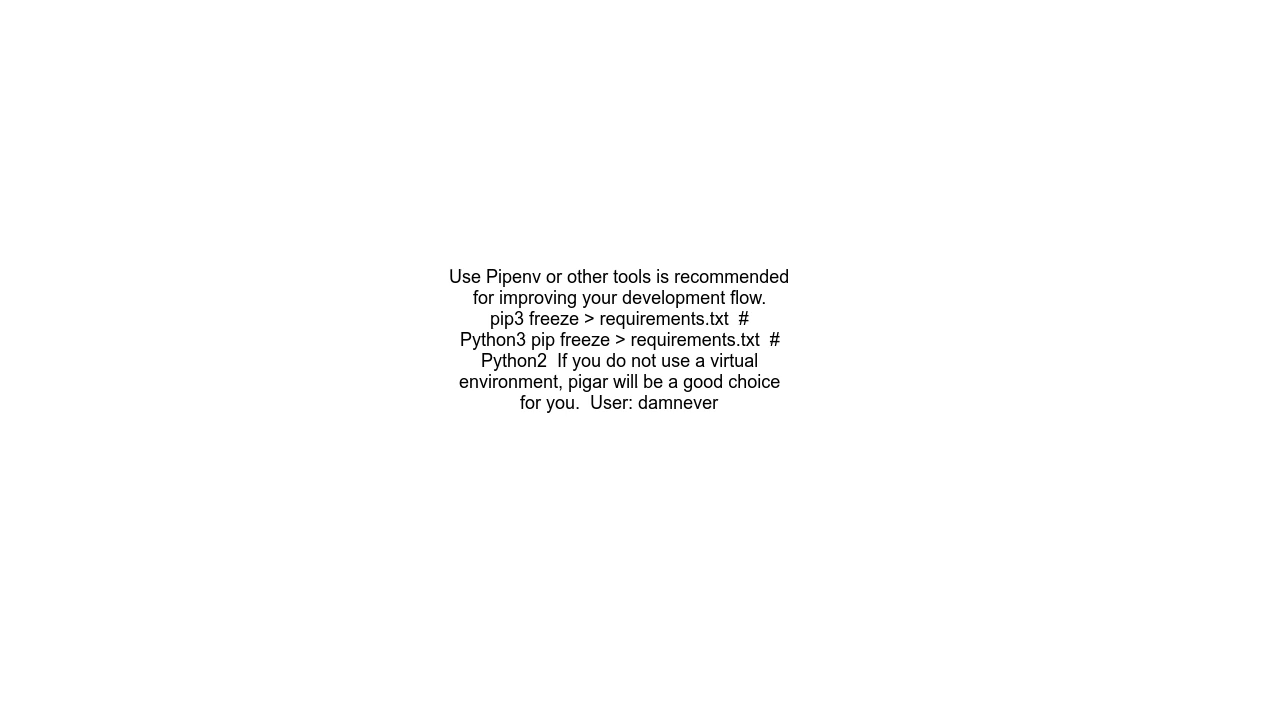 Use Pipenv or other tools is recommended
for improving your development flow.
pip3 freeze > requirements.txt  #
Python3 pip freeze > requirements.txt  #
Python2  If you do not use a virtual
environment, pigar will be a good choice
for you.  User: damnever